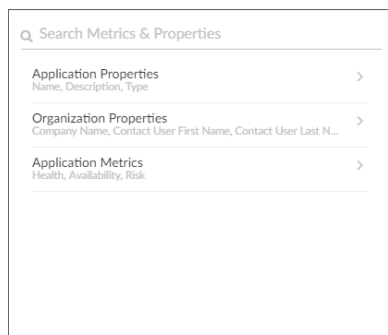 Search Metrics & Properties
Application Properties
Name, Description, Type
Organization Properties
Company Name, Contact User First Name, Contact User Last N...
Application Metrics
Health, Availability, Risk